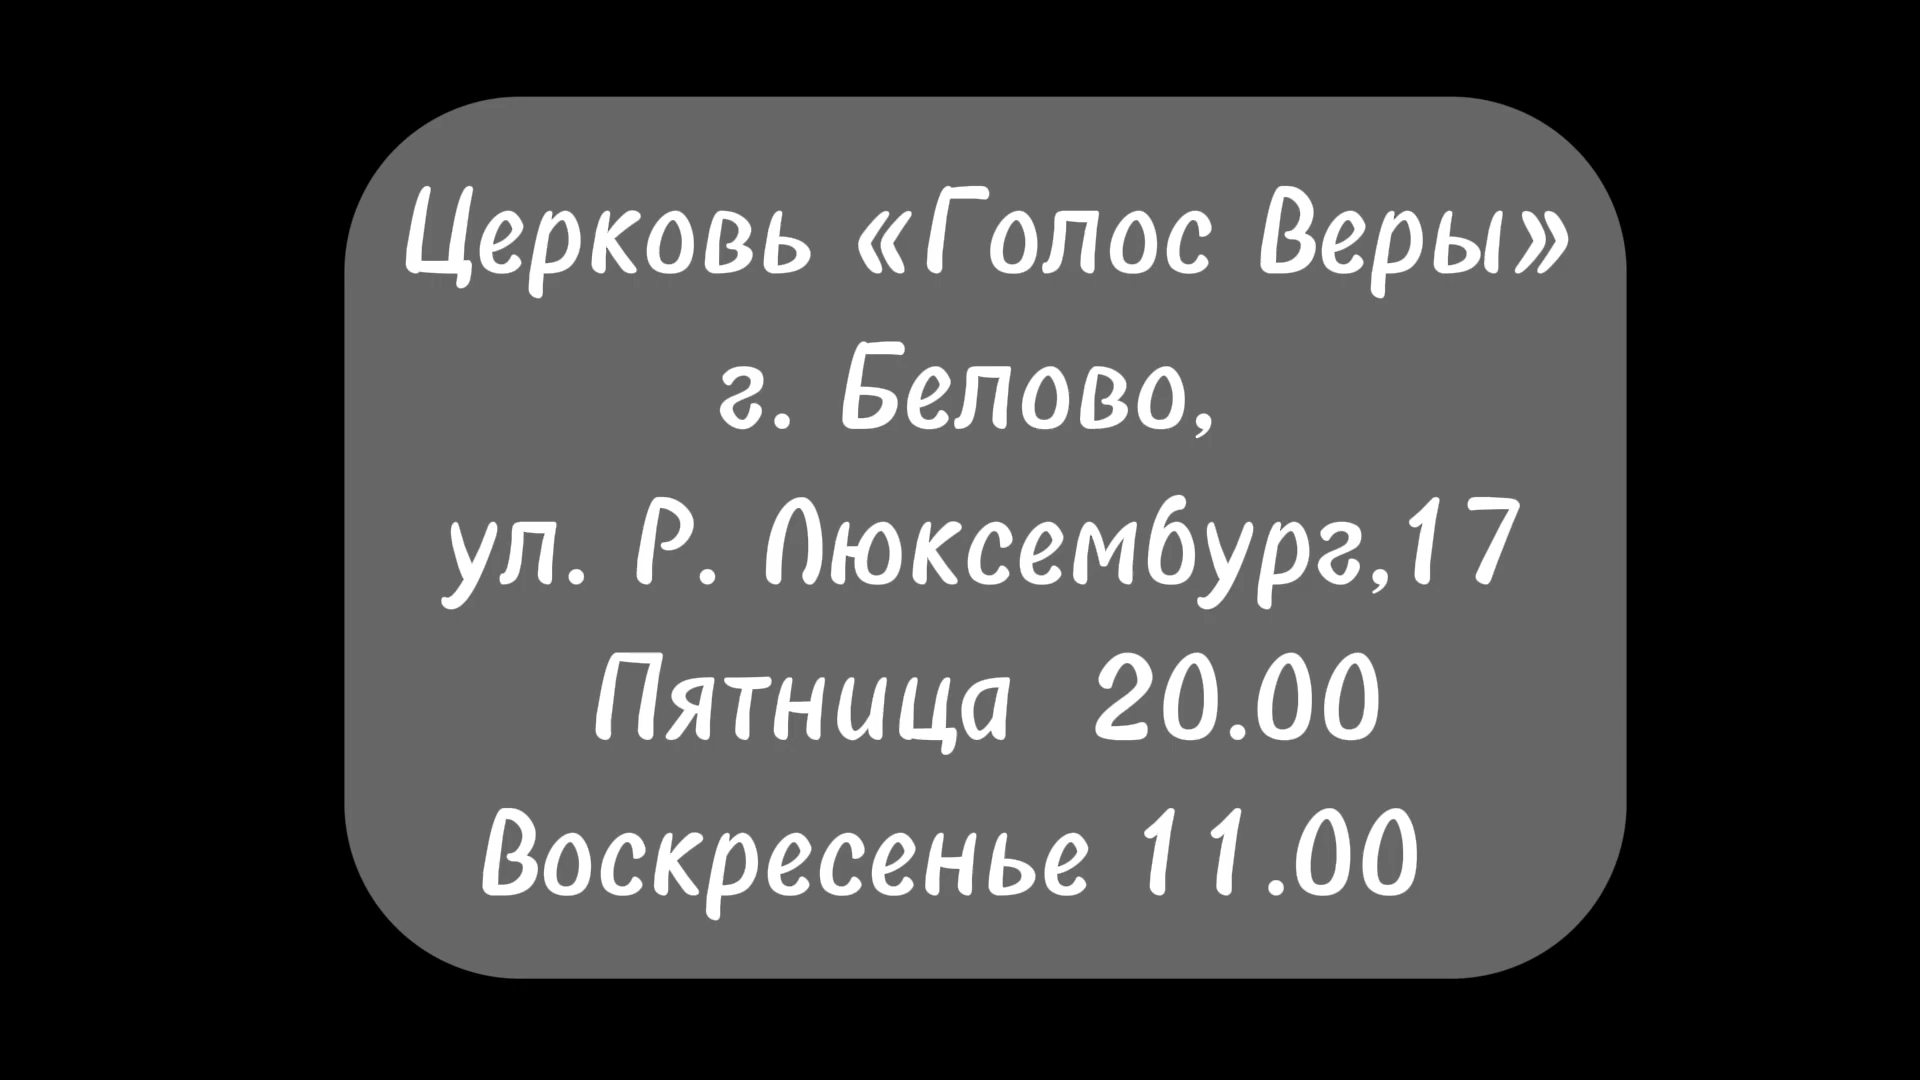 Церковь «Голос Веры»
г. Белово,
ул. Р. Люксембург,17
Пятница 20.00
Воскресенье 11.00